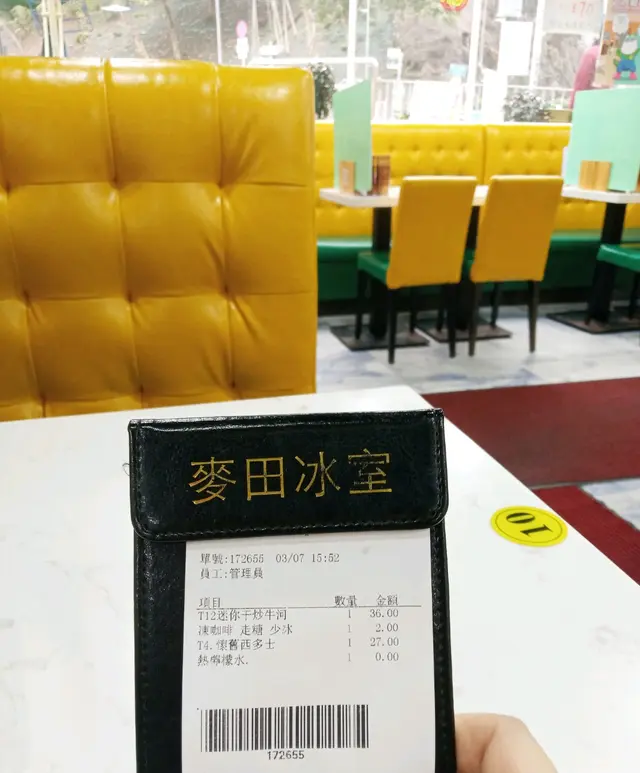 麥田冰室
單號:172655 03/07 15:52
員工:管理員
項目 數量 金額
T12迷你干炒牛河 1 36.00
凍咖啡 走糖 少冰 1 2.00
T4.懷舊西多士 1 27.00
熱檸檬水. 1 0.00
172655
10